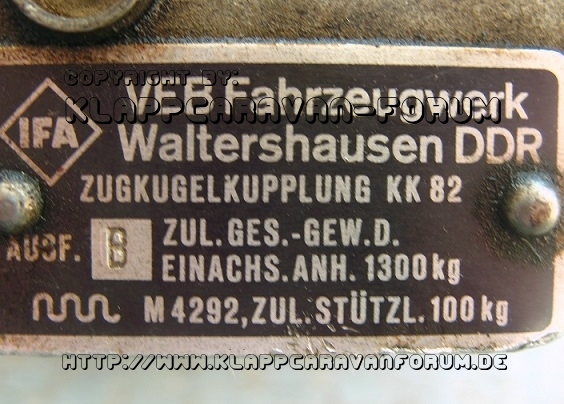 COPYRIGHT BY:
KLAPPCARAVAN-FORUM
IFA
VEB Fahrzeugwerk
Waltershausen DDR
ZUGKUGELKUPPLUNG KK 82
AUSF. B
ZUL. GES.-GEW. D.
EINACHS. ANH. 1300 kg
M 4292, ZUL. STÜTZL. 100 kg
HTTP://WWW.KLAPPCARAVANFORUM.DE